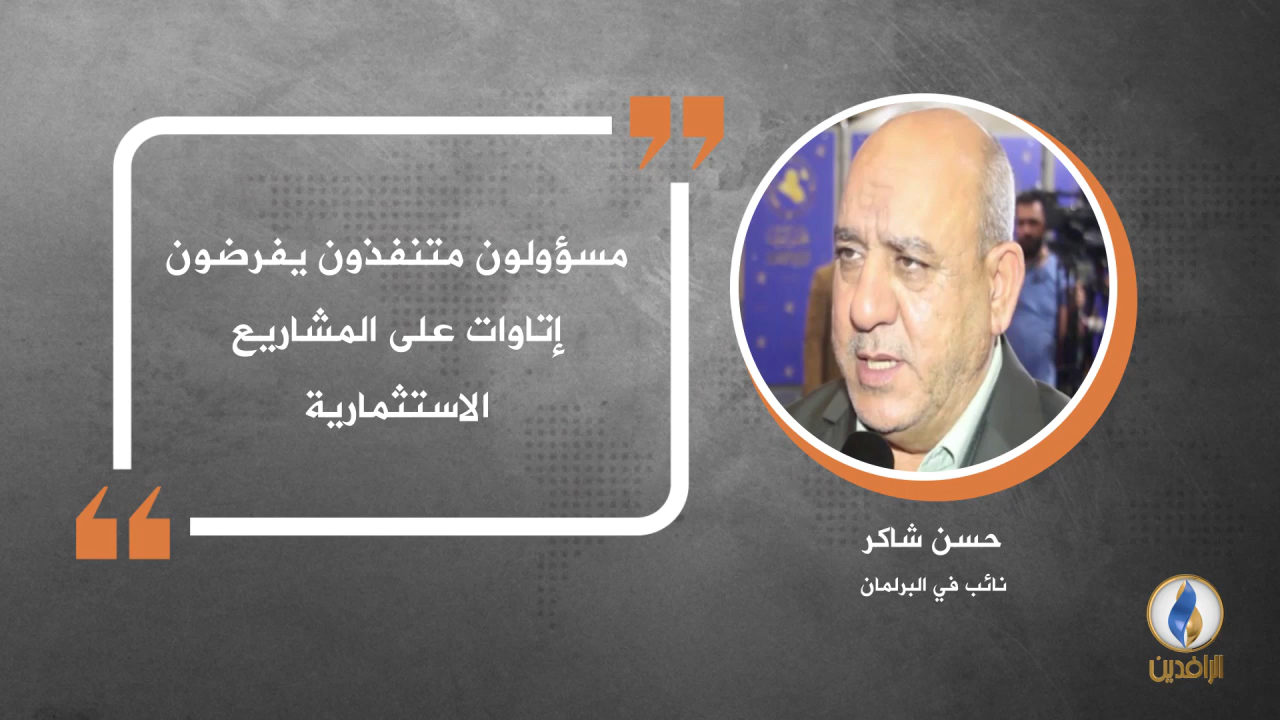 مسؤولون متنفذون يفرضون
إتاوات على المشاريع
الاستثمارية
حسن شاكر
نائب في البرلمان
الرافدين